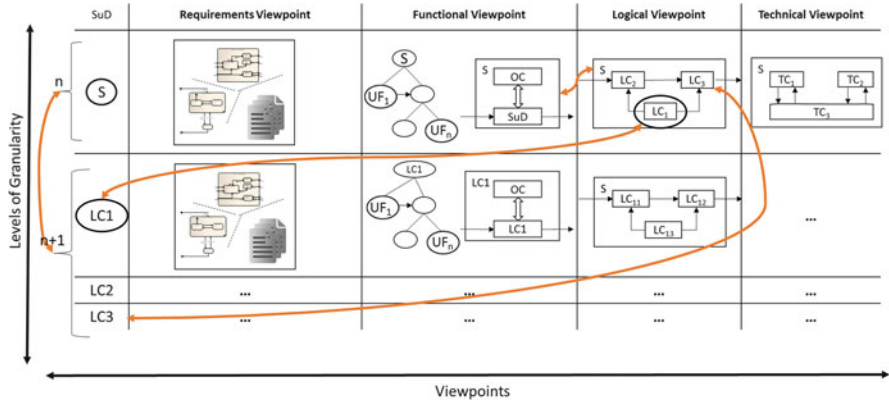 SuD
Requirements Viewpoint
Functional Viewpoint
Logical Viewpoint
Technical Viewpoint
Levels of Granularity
n
S
S
UF1
UFn
S
OC
SuD
S
LC2
LC3
LC1
S
TC1
TC2
TC3
n+1
LC1
LC1
UF1
UFn
LC1
OC
LC1
S
LC11
LC12
LC13
...
LC2
...
...
...
...
LC3
...
...
...
...
Viewpoints